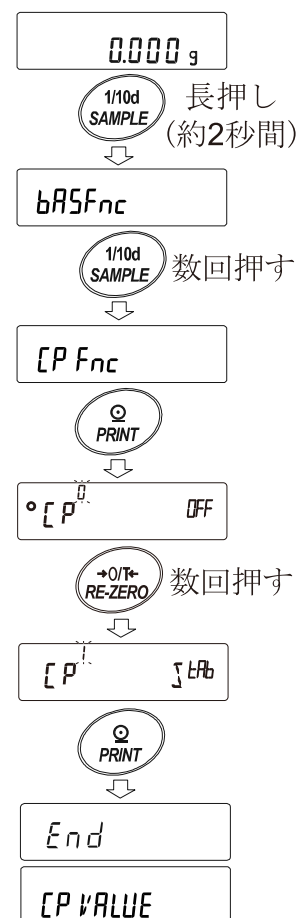 0.000 g
1/10d
SAMPLE
長押し
(約2秒間)
bASFnc
1/10d
SAMPLE
数回押す
CP Fnc
PRINT
CP 0 OFF
→0/T←
RE-ZERO
数回押す
CP 1 StAb
PRINT
End
CP VALUE